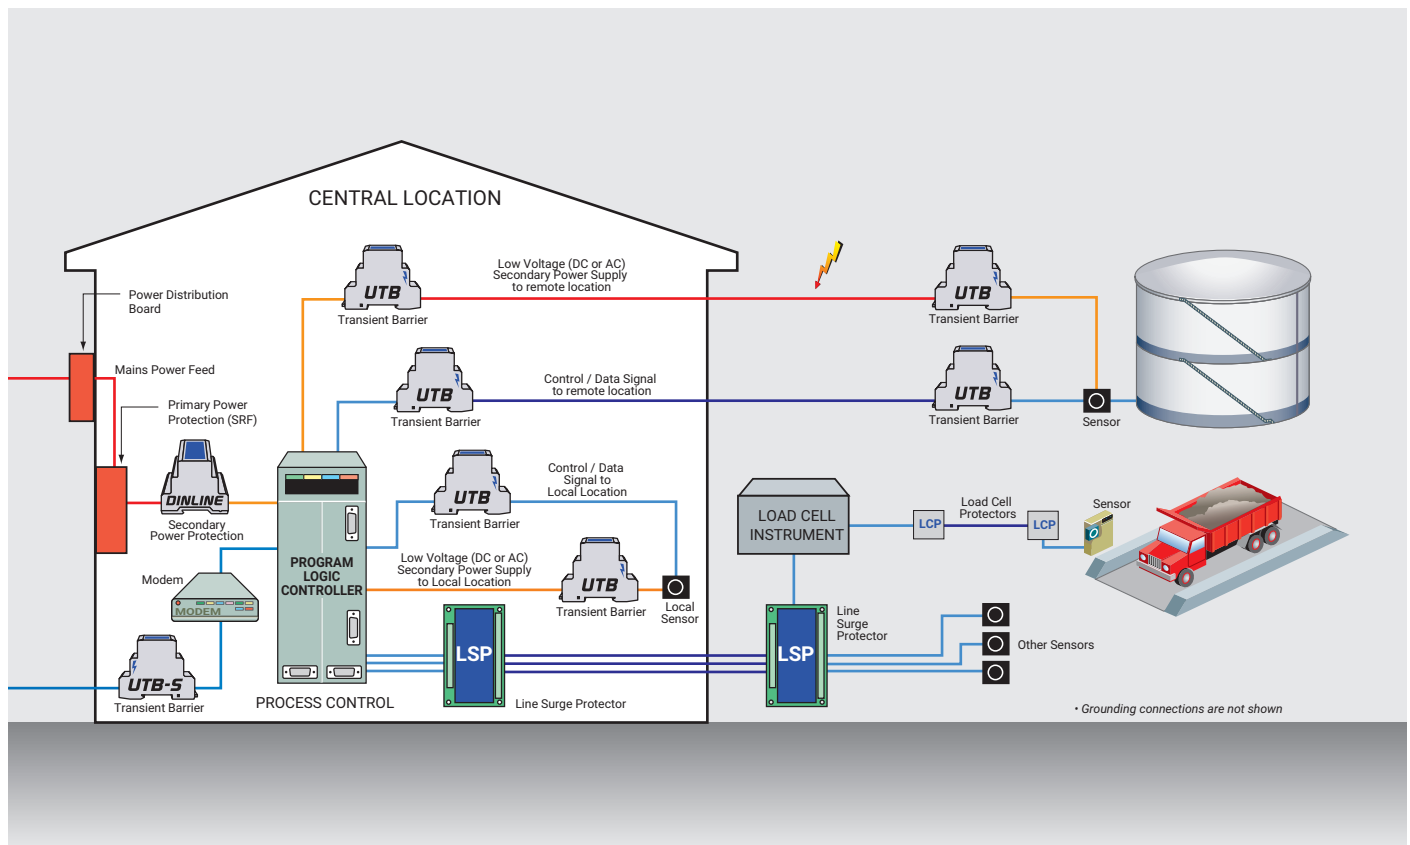 CENTRAL LOCATION
Power Distribution
Board
Mains Power Feed
Primary Power
Protection (SRF)
DINLINE
Secondary
Power Protection
Modem
MODEM
UTB-S
Transient Barrier
UTB
Transient Barrier
Low Voltage (DC or AC)
Secondary Power Supply
to remote location
UTB
Transient Barrier
UTB
Transient Barrier
Control / Data Signal
to remote location
UTB
Transient Barrier
Sensor
UTB
Transient Barrier
Control / Data
Signal to
Local Location
Low Voltage (DC or AC)
Secondary Power Supply
to Local Location
UTB
Transient Barrier
Local
Sensor
PROGRAM
LOGIC
CONTROLLER
PROCESS CONTROL
LSP
Line Surge Protector
LOAD CELL
INSTRUMENT
LCP
Load Cell
Protectors
LCP
Sensor
LSP
Line
Surge
Protector
Other Sensors
• Grounding connections are not shown